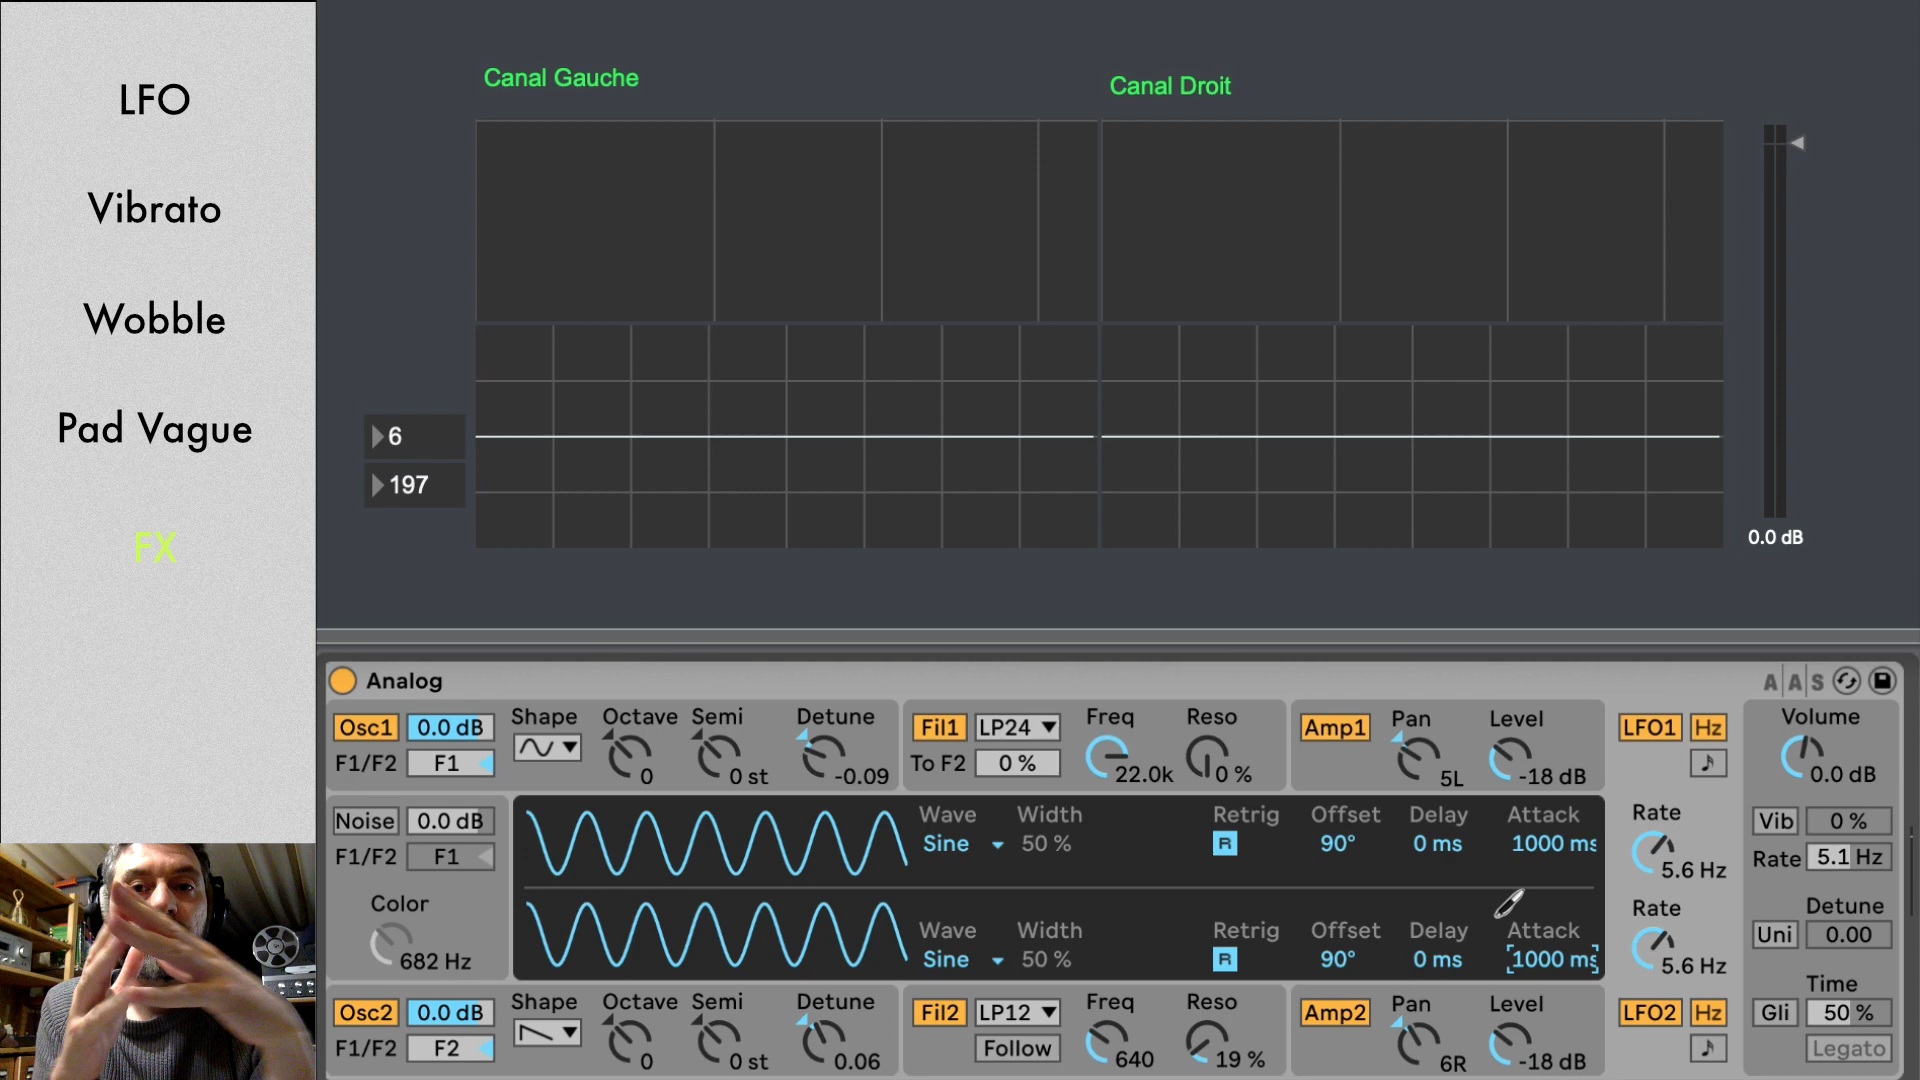 LFO
Vibrato
Wobble
Pad Vague
FX
Canal Gauche
Canal Droit
6
197
0.0 dB
Analog
A A S
Osc1 0.0 dB Shape Octave Semi Detune
F1/F2 F1 0 0 st -0.09
Fil1 LP24 Freq Reso
To F2 0 % 22.0k 0 %
Amp1 Pan Level
5L -18 dB
LFO1 Hz
Volume
0.0 dB
Noise 0.0 dB
F1/F2 F1
Color
682 Hz
Wave Width Retrig Offset Delay Attack
Sine 50 % R 90° 0 ms 1000 ms
Wave Width Retrig Offset Delay Attack
Sine 50 % R 90° 0 ms 1000 ms
Rate
5.6 Hz
Rate
5.6 Hz
Vib 0 %
Rate 5.1 Hz
Detune
Uni 0.00
Time
Gli 50 %
Legato
Osc2 0.0 dB Shape Octave Semi Detune
F1/F2 F2 0 0 st 0.06
Fil2 LP12 Freq Reso
Follow 640 19 %
Amp2 Pan Level
6R -18 dB
LFO2 Hz